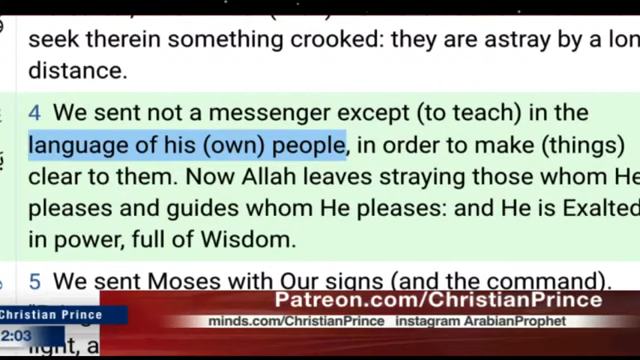 seek therein something crooked: they are astray by a
distance.
4 We sent not a messenger except (to teach) in the
language of his (own) people, in order to make (things)
clear to them. Now Allah leaves straying those whom He
pleases and guides whom He pleases: and He is Exalted
in power, full of Wisdom.
5 We sent Moses with Our signs (and the command).
Patreon.com/ChristianPrince
Christian Prince
minds.com/ChristianPrince instagram ArabianProphet
2:03